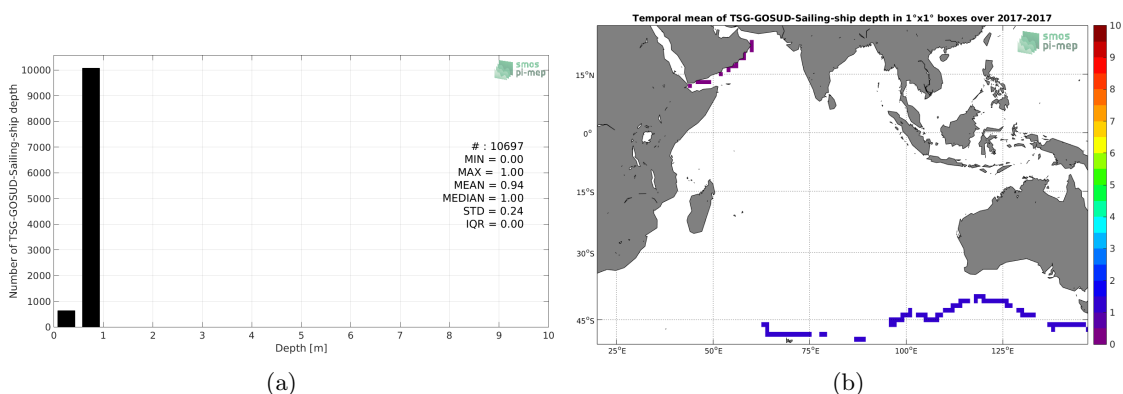 smos
pi-mep
Number of TSG-GOSUD-Sailing-ship depth
10000
9000
8000
7000
6000
5000
4000
3000
2000
1000
0
# : 10697
MIN = 0.00
MAX = 1.00
MEAN = 0.94
MEDIAN = 1.00
STD = 0.24
IQR = 0.00
1 2 3 4 5 6 7 8 9 10
Depth [m]
(a)
Temporal mean of TSG-GOSUD-Sailing-ship depth in 1°x1° boxes over 2017-2017
smos
pi-mep
15°N
0°
15°S
30°S
45°S
25°E 50°E 75°E 100°E 125°E
10
9
8
7
6
5
4
3
2
1
0
(b)